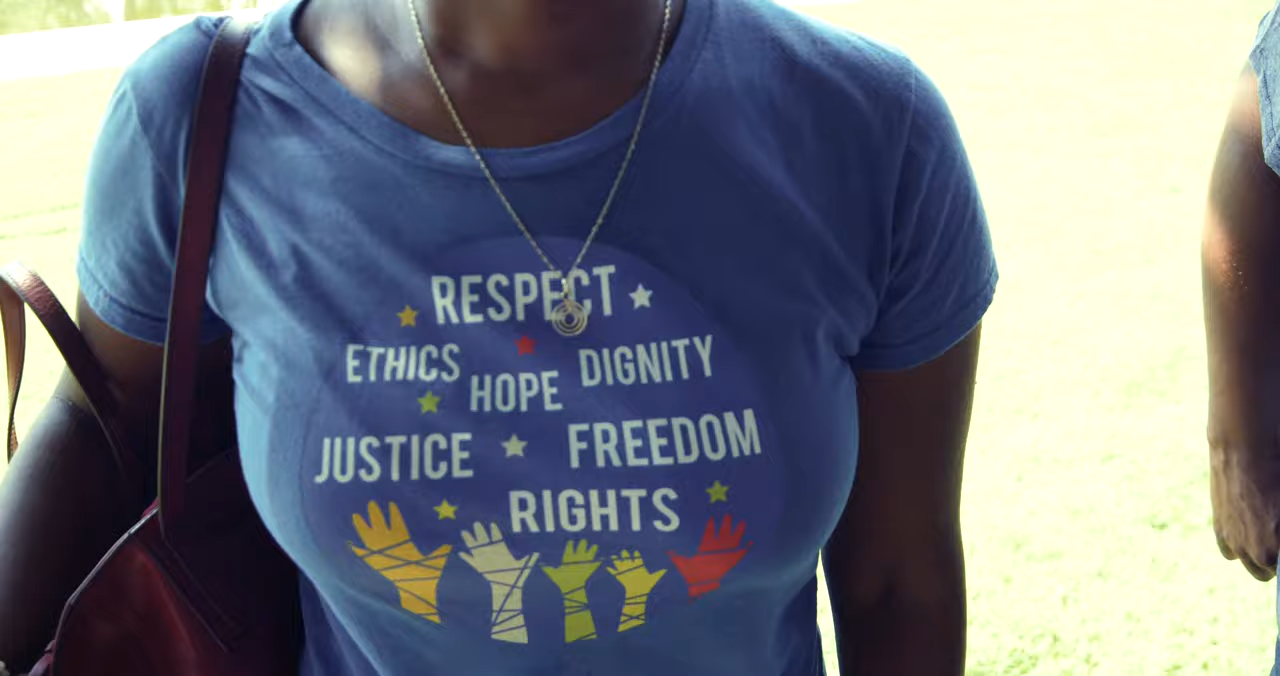 RESPECT
ETHICS DIGNITY
HOPE
JUSTICE FREEDOM
RIGHTS